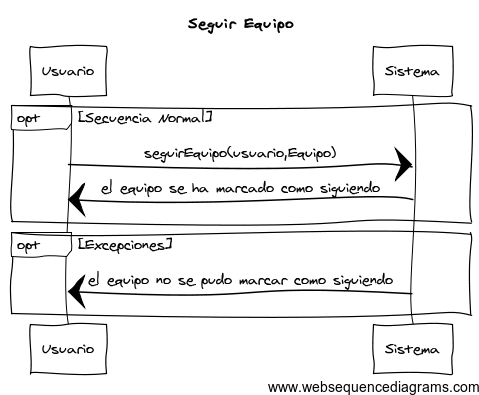 Seguir Equipo
Usuario
Sistema
opt
[Secuencia Normal]
seguirEquipo(usuario,Equipo)
el equipo se ha marcado como siguiendo
opt
[Excepciones]
el equipo no se pudo marcar como siguiendo
Usuario
Sistema
www.websequencediagrams.com